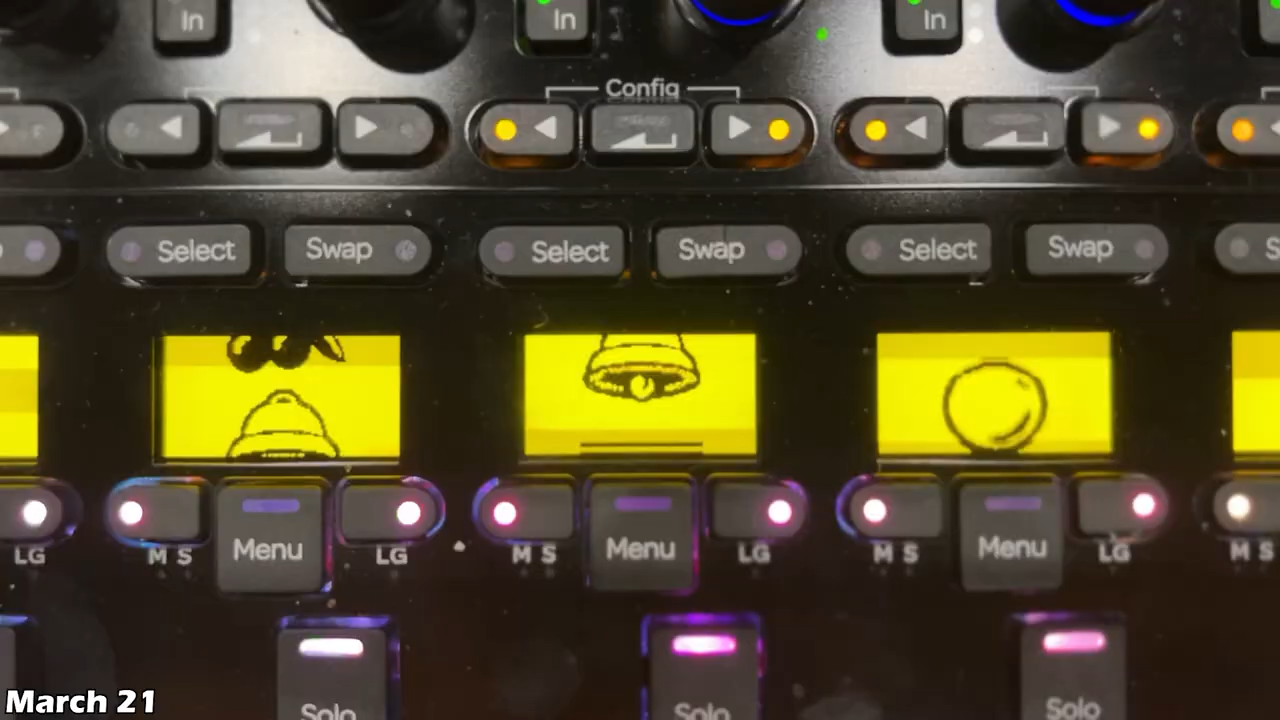 In In In
Config
Select Swap Select Swap Select Swap S
Menu Menu Menu
LG M S LG M S LG M S LG M S
Solo Solo Solo
March 21